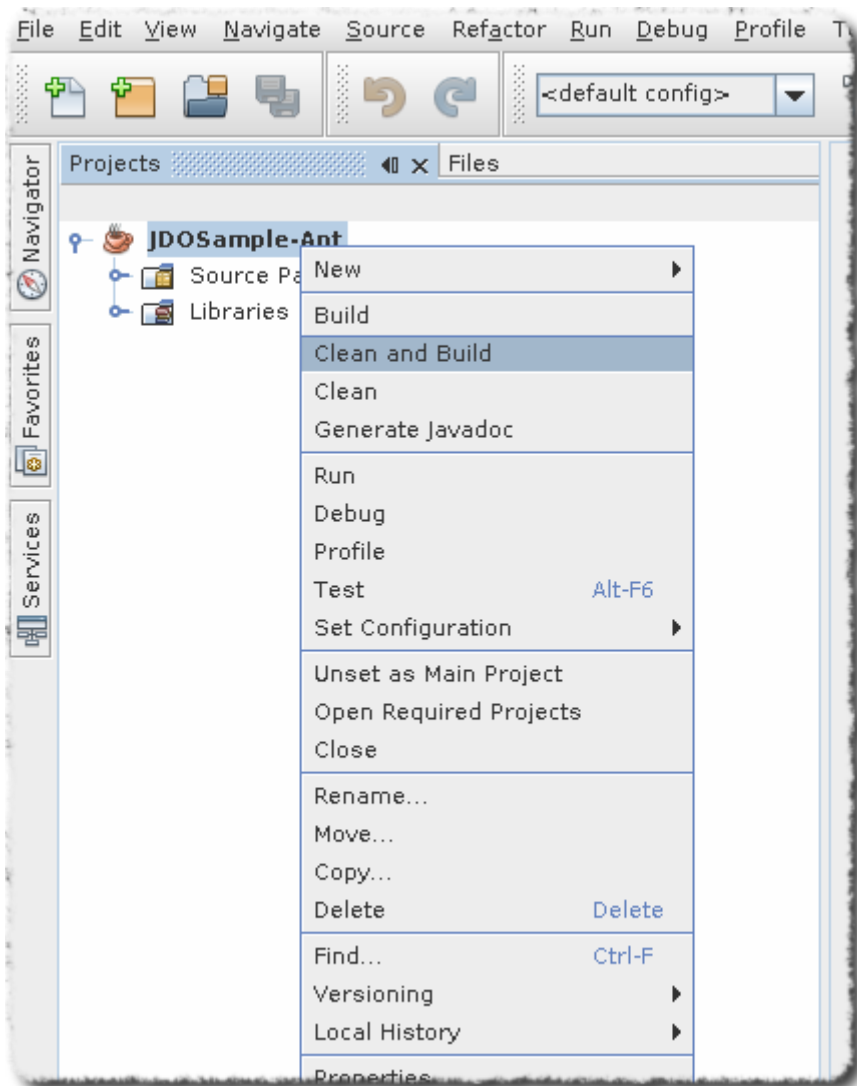 File Edit View Navigate Source Refactor Run Debug Profile
<default config>
Projects Files
Navigator
Favorites
Services
JDOSample-Ant
Source Pa
Libraries
New
Build
Clean and Build
Clean
Generate Javadoc
Run
Debug
Profile
Test Alt-F6
Set Configuration
Unset as Main Project
Open Required Projects
Close
Rename...
Move...
Copy...
Delete Delete
Find... Ctrl-F
Versioning
Local History
Properties